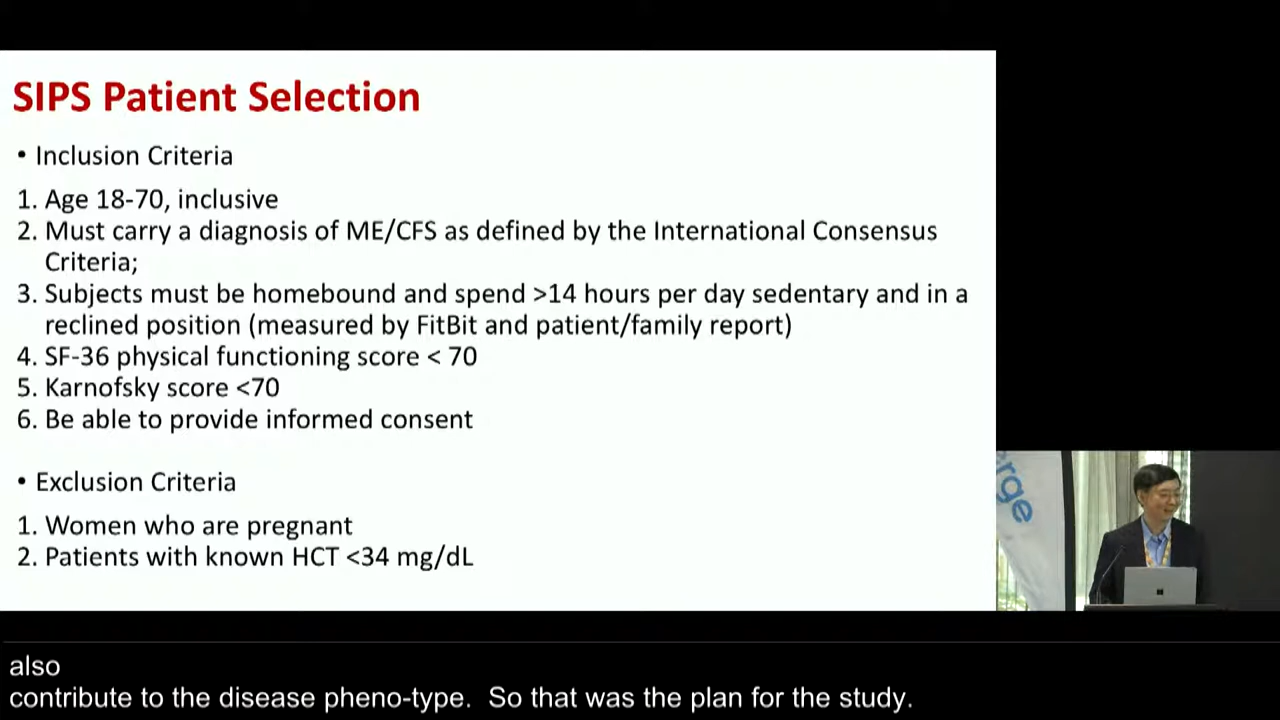 SIPS Patient Selection
• Inclusion Criteria
1. Age 18-70, inclusive
2. Must carry a diagnosis of ME/CFS as defined by the International Consensus
Criteria;
3. Subjects must be homebound and spend >14 hours per day sedentary and in a
reclined position (measured by FitBit and patient/family report)
4. SF-36 physical functioning score < 70
5. Karnofsky score <70
6. Be able to provide informed consent
• Exclusion Criteria
1. Women who are pregnant
2. Patients with known HCT <34 mg/dL
erge
also
contribute to the disease pheno-type.  So that was the plan for the study.